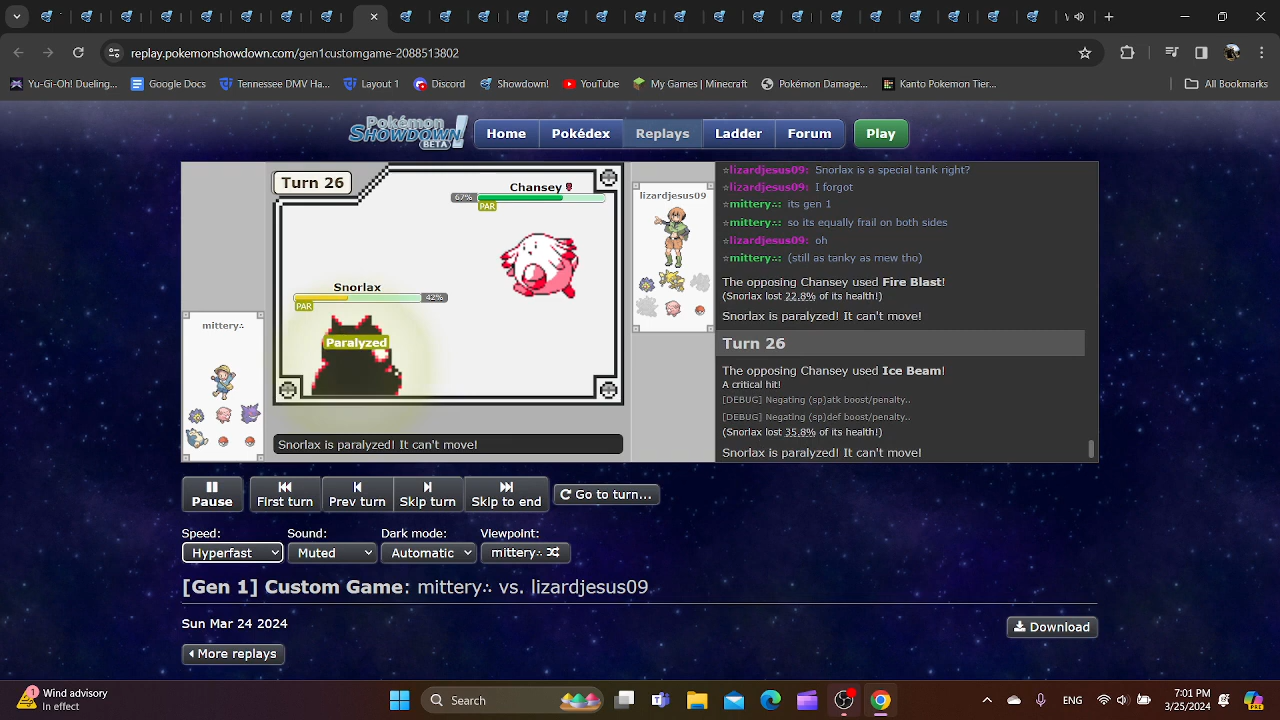 replay.pokemonshowdown.com/gen1customgame-2088513802
Yu-Gi-Oh! Dueling...
Google Docs
Tennessee DMV Ha...
Layout 1
Discord
Showdown!
YouTube
My Games | Minecraft
Pokémon Damage...
Kanto Pokemon Tier...
All Bookmarks
Pokémon
SHOWDOWN!
BETA
Home
Pokédex
Replays
Ladder
Forum
Play
Turn 26
Chansey
67%
PAR
Snorlax
42%
PAR
Paralyzed
mittery∴
lizardjesus09
Snorlax is paralyzed! It can't move!
☆lizardjesus09: Snorlax is a special tank right?
☆lizardjesus09: I forgot
☆mittery∴: its gen 1
☆mittery∴: so its equally frail on both sides
☆lizardjesus09: oh
☆mittery∴: (still as tanky as mew tho)
The opposing Chansey used Fire Blast!
(Snorlax lost 22.8% of its health!)
Snorlax is paralyzed! It can't move!
Turn 26
The opposing Chansey used Ice Beam!
A critical hit!
[DEBUG] Negating (sp)atk boost/penalty..
[DEBUG] Negating (sp)def boost/penalty..
(Snorlax lost 35.8% of its health!)
Snorlax is paralyzed! It can't move!
Pause
First turn
Prev turn
Skip turn
Skip to end
Go to turn...
Speed:
Sound:
Dark mode:
Viewpoint:
Hyperfast
Muted
Automatic
mittery∴
[Gen 1] Custom Game: mittery∴ vs. lizardjesus09
Sun Mar 24 2024
Download
More replays
1
Wind advisory
In effect
Search
ENG
7:01 PM
3/25/2024
PRE